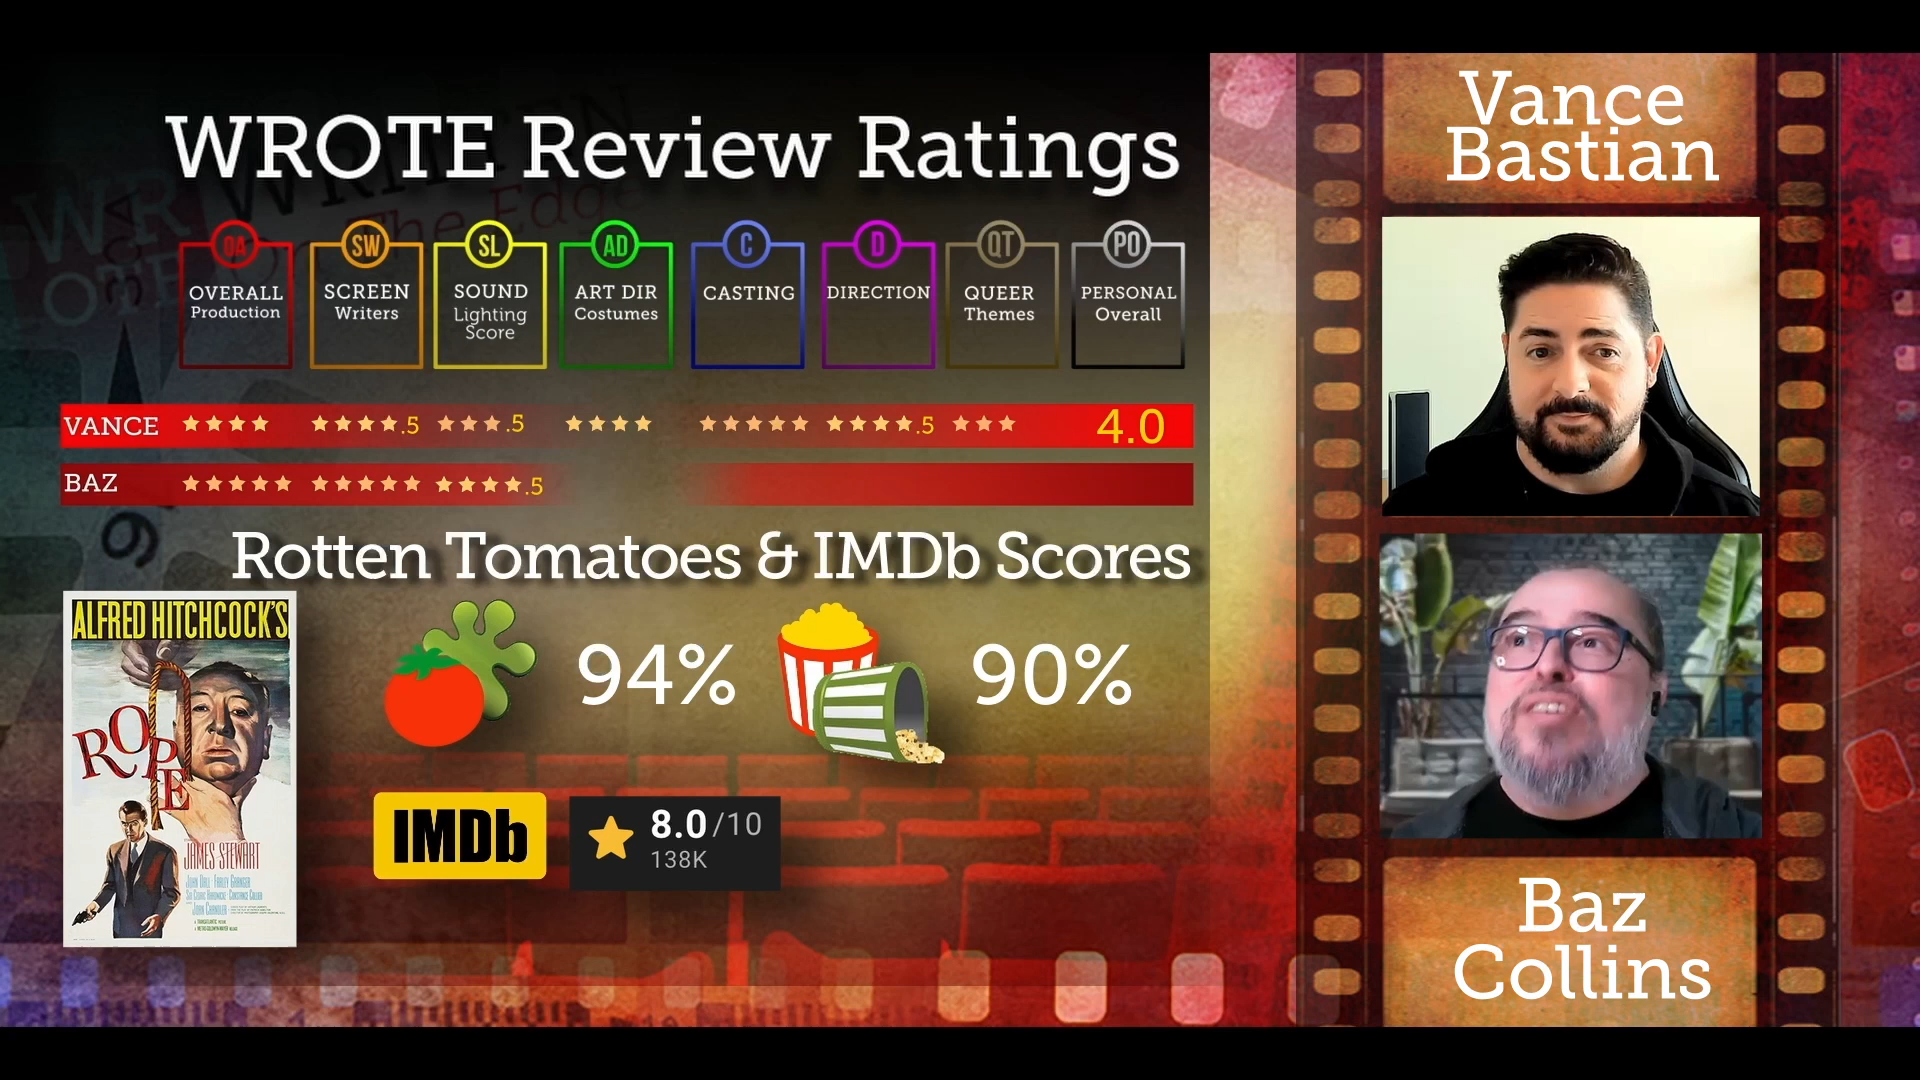 WROTE Review Ratings
OA SW SL AD C D QT PO
OVERALL
Production
SCREEN
Writers
SOUND
Lighting
Score
ART DIR
Costumes
CASTING
DIRECTION
QUEER
Themes
PERSONAL
Overall
VANCE .5 .5 .5 4.0
BAZ .5
Rotten Tomatoes & IMDb Scores
ALFRED HITCHCOCK'S
ROPE
JAMES STEWART
94% 90%
IMDb 8.0/10
138K
Vance
Bastian
Baz
Collins